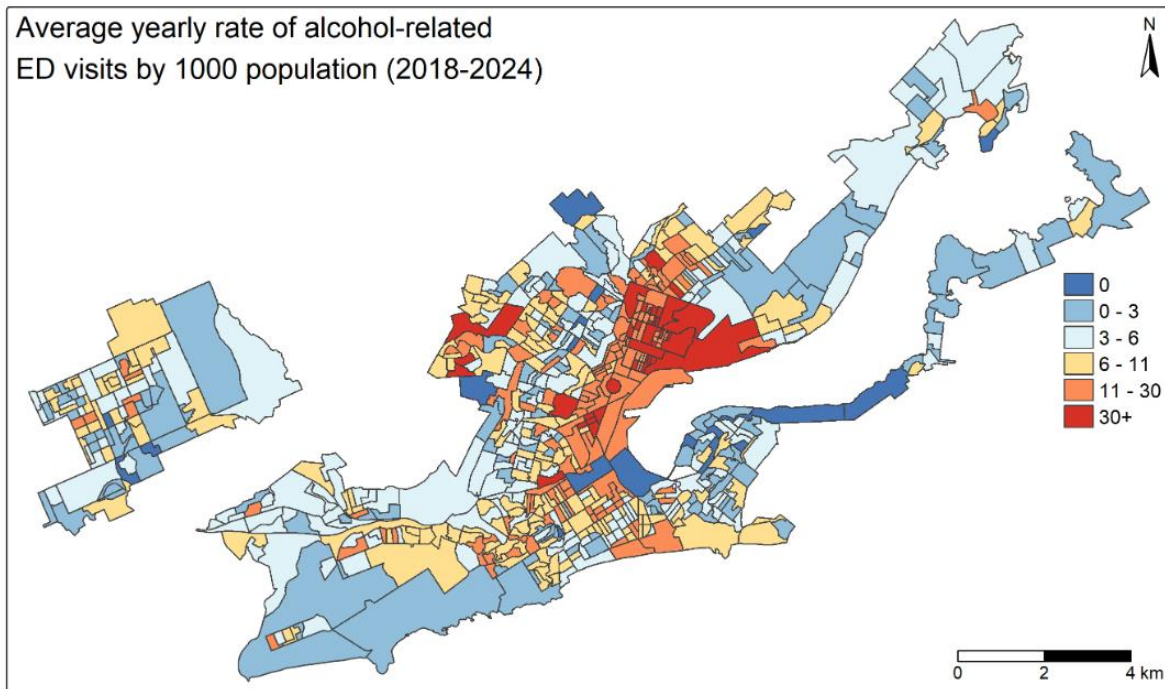 Average yearly rate of alcohol-related
ED visits by 1000 population (2018-2024)
N
0
0 - 3
3 - 6
6 - 11
11 - 30
30+
0 2 4 km